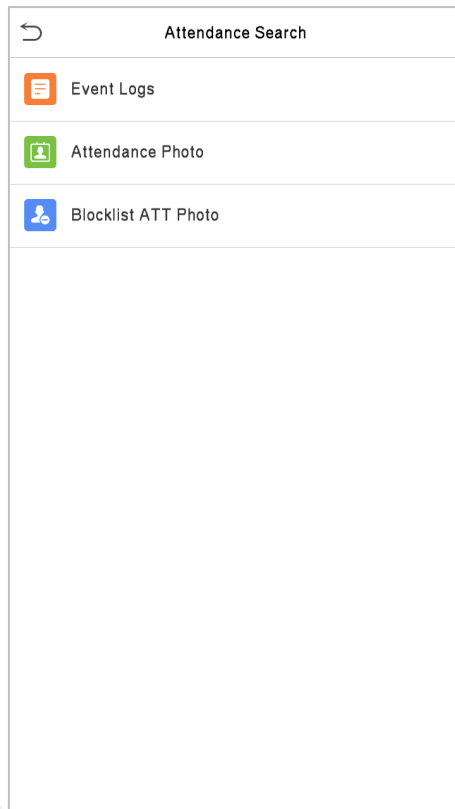 Attendance Search
Event Logs
Attendance Photo
Blocklist ATT Photo